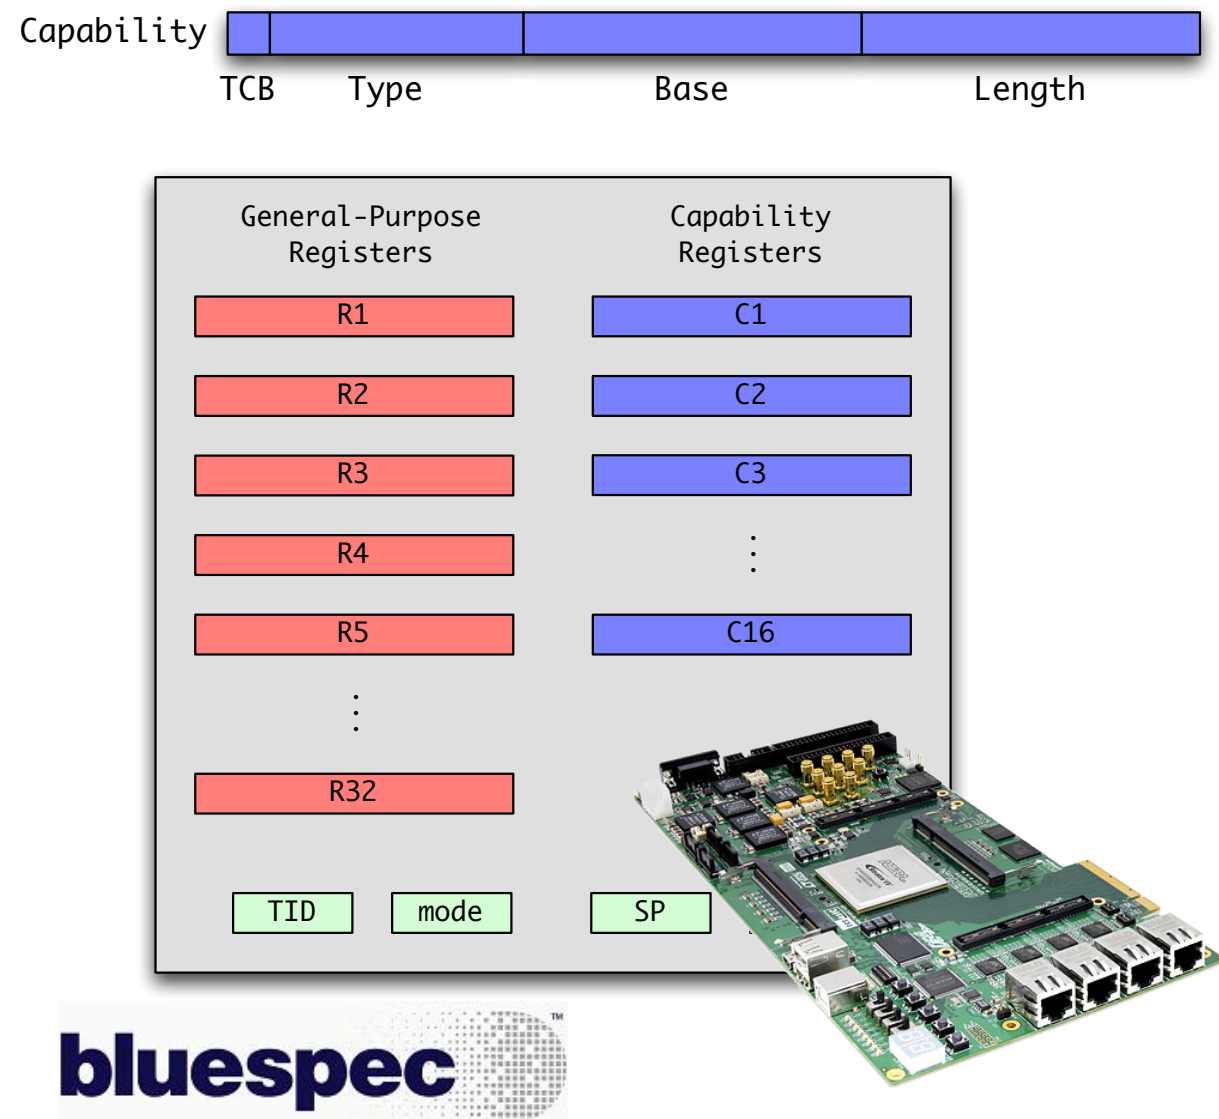 Capability
TCB Type Base Length
General-Purpose
Registers
Capability
Registers
R1
C1
R2
C2
R3
C3
R4
R5
C16
R32
TID
mode
SP
bluespec
TM